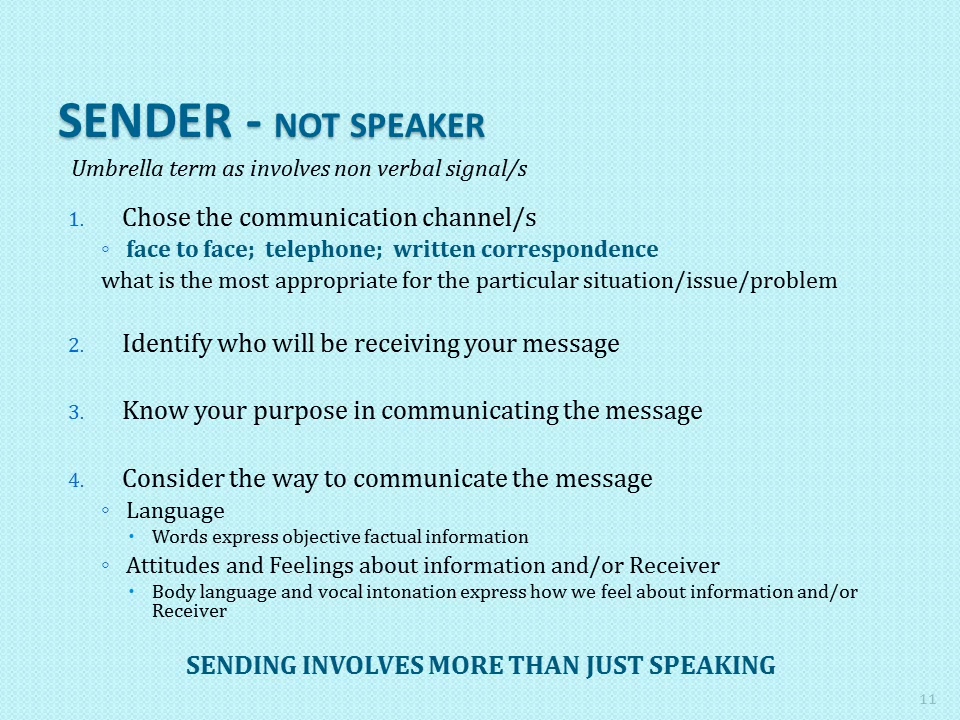 SENDER - NOT SPEAKER
Umbrella term as involves non verbal signal/s
1. Chose the communication channel/s
◦ face to face; telephone; written correspondence
what is the most appropriate for the particular situation/issue/problem
2. Identify who will be receiving your message
3. Know your purpose in communicating the message
4. Consider the way to communicate the message
◦ Language
• Words express objective factual information
◦ Attitudes and Feelings about information and/or Receiver
• Body language and vocal intonation express how we feel about information and/or
Receiver
SENDING INVOLVES MORE THAN JUST SPEAKING
11